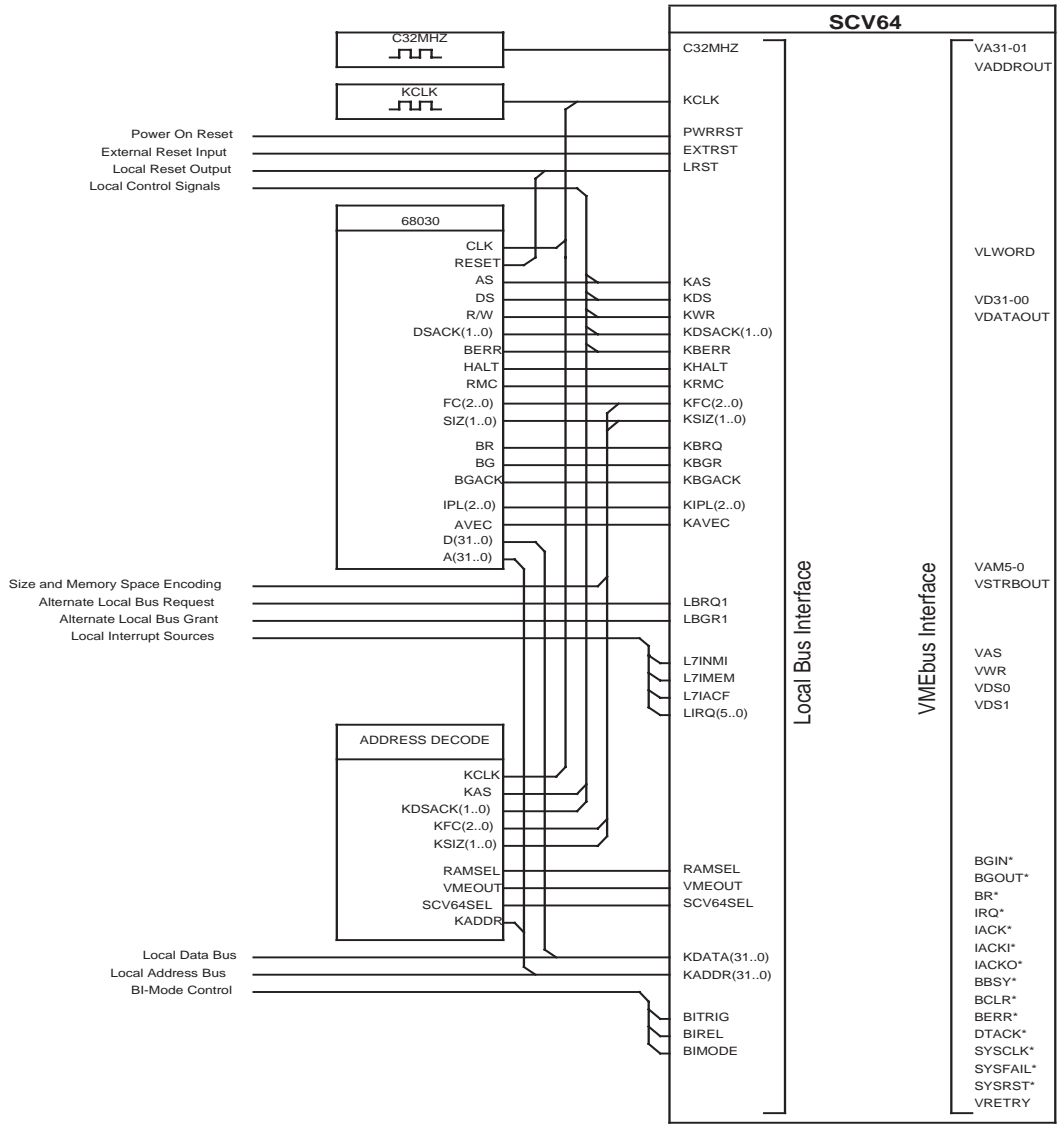 SCV64
C32MHZ
C32MHZ
VA31-01
VADDROUT
KCLK
KCLK
Power On Reset
PWRRST
External Reset Input
EXTRST
Local Reset Output
LRST
Local Control Signals
68030
CLK
RESET
AS
DS
R/W
DSACK(1..0)
BERR
HALT
RMC
FC(2..0)
SIZ(1..0)
BR
BG
BGACK
IPL(2..0)
AVEC
D(31..0)
A(31..0)
KAS
KDS
KWR
KDSACK(1..0)
KBERR
KHALT
KRMC
KFC(2..0)
KSIZ(1..0)
KBRQ
KBGR
KBGACK
KIPL(2..0)
KAVEC
VLWORD
VD31-00
VDATAOUT
Size and Memory Space Encoding
Alternate Local Bus Request
Alternate Local Bus Grant
Local Interrupt Sources
LBRQ1
LBGR1
L7INMI
L7IMEM
L7IACF
LIRQ(5..0)
Local Bus Interface
VMEbus Interface
VAM5-0
VSTRBOUT
VAS
VWR
VDS0
VDS1
ADDRESS DECODE
KCLK
KAS
KDSACK(1..0)
KFC(2..0)
KSIZ(1..0)
RAMSEL
VMEOUT
SCV64SEL
KADDR
RAMSEL
VMEOUT
SCV64SEL
Local Data Bus
Local Address Bus
BI-Mode Control
KDATA(31..0)
KADDR(31..0)
BITRIG
BIREL
BIMODE
BGIN*
BGOUT*
BR*
IRQ*
IACK*
IACKI*
IACKO*
BBSY*
BCLR*
BERR*
DTACK*
SYSCLK*
SYSFAIL*
SYSRST*
VRETRY